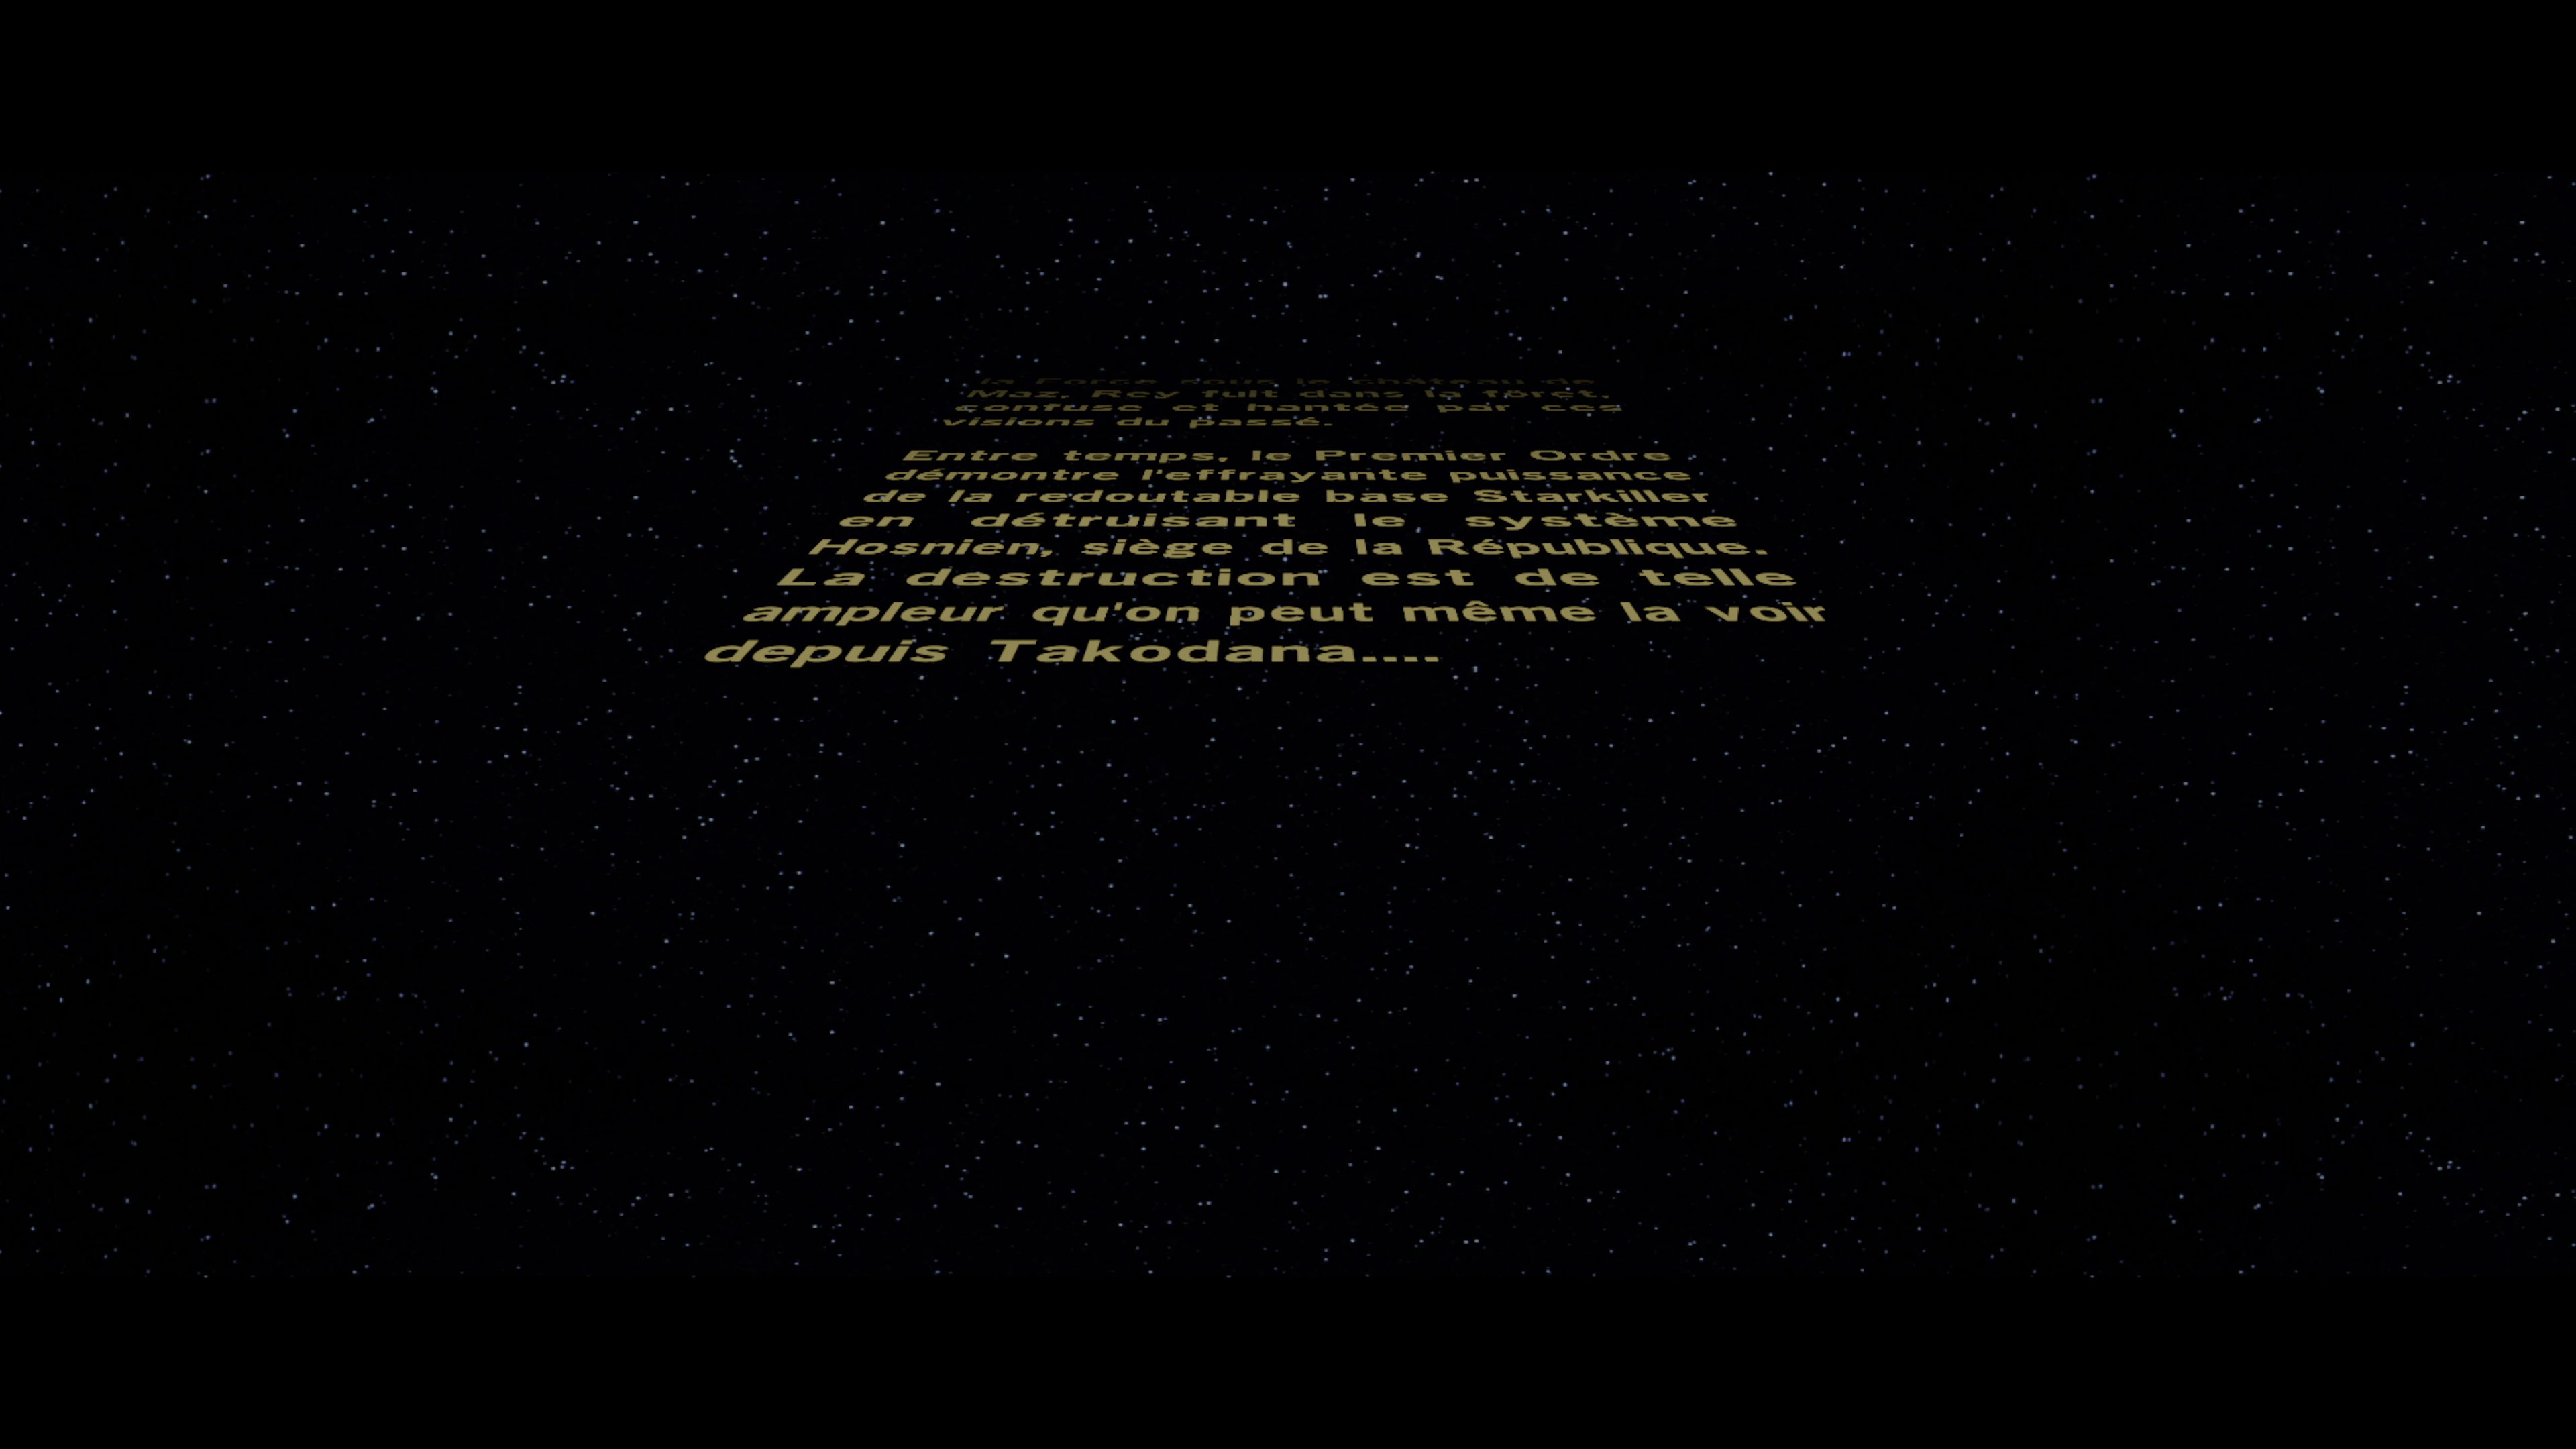 la Force sous le château de
Maz, Rey fuit dans la forêt,
confuse et hantée par ces
visions du passé.
Entre temps, le Premier Ordre
démontre l'effrayante puissance
de la redoutable base Starkiller
en détruisant le système
Hosnien, siège de la République.
La destruction est de telle
ampleur qu'on peut même la voir
depuis Takodana....